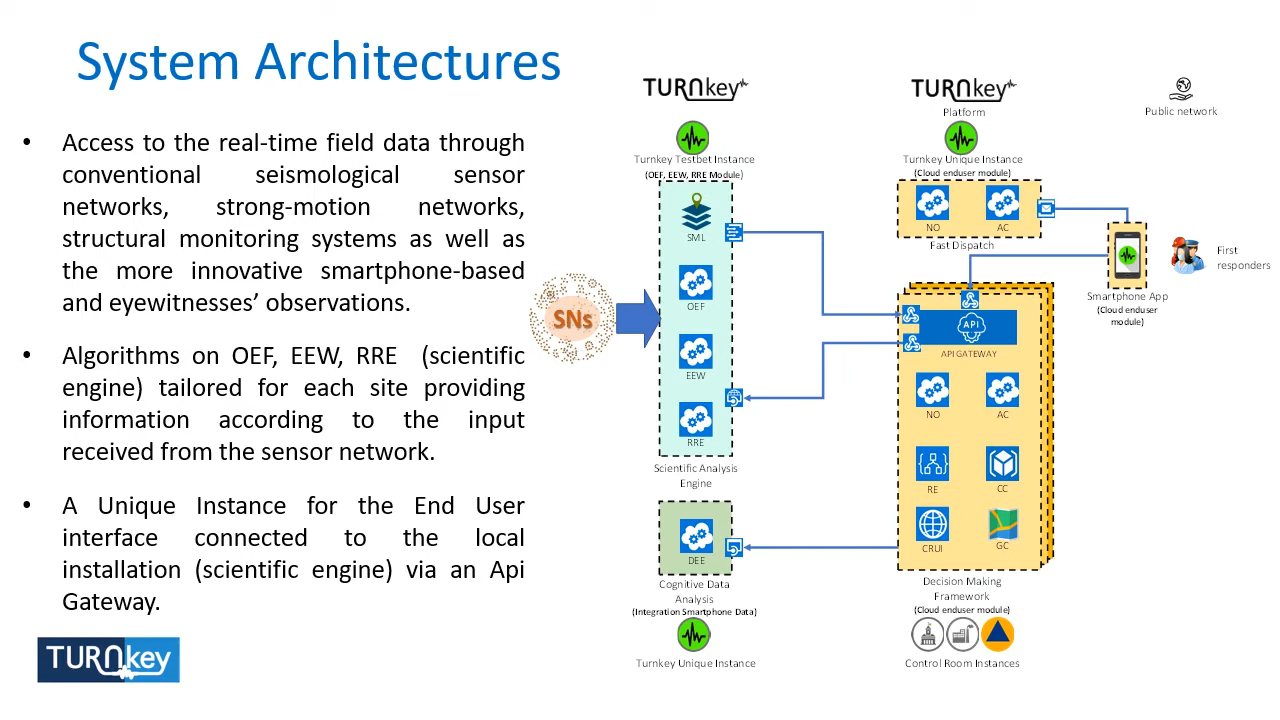 System Architectures
• Access to the real-time field data through
conventional seismological sensor
networks, strong-motion networks,
structural monitoring systems as well as
the more innovative smartphone-based
and eyewitnesses’ observations.
• Algorithms on OEF, EEW, RRE (scientific
engine) tailored for each site providing
information according to the input
received from the sensor network.
• A Unique Instance for the End User
interface connected to the local
installation (scientific engine) via an Api
Gateway.
TURNkey
SNs
TURNkey
Turnkey Testbet Instance
(OEF, EEW, RRE Module)
SML
OEF
EEW
RRE
Scientific Analysis
Engine
DEE
Cognitive Data
Analysis
(Integration Smartphone Data)
Turnkey Unique Instance
TURNkey
Platform
Turnkey Unique Instance
(Cloud enduser module)
NO AC
Fast Dispatch
API
API GATEWAY
NO AC
RE CC
CRUI GC
Decision Making
Framework
(Cloud enduser module)
Control Room Instances
Public network
Smartphone App
(Cloud enduser
module)
First
responders